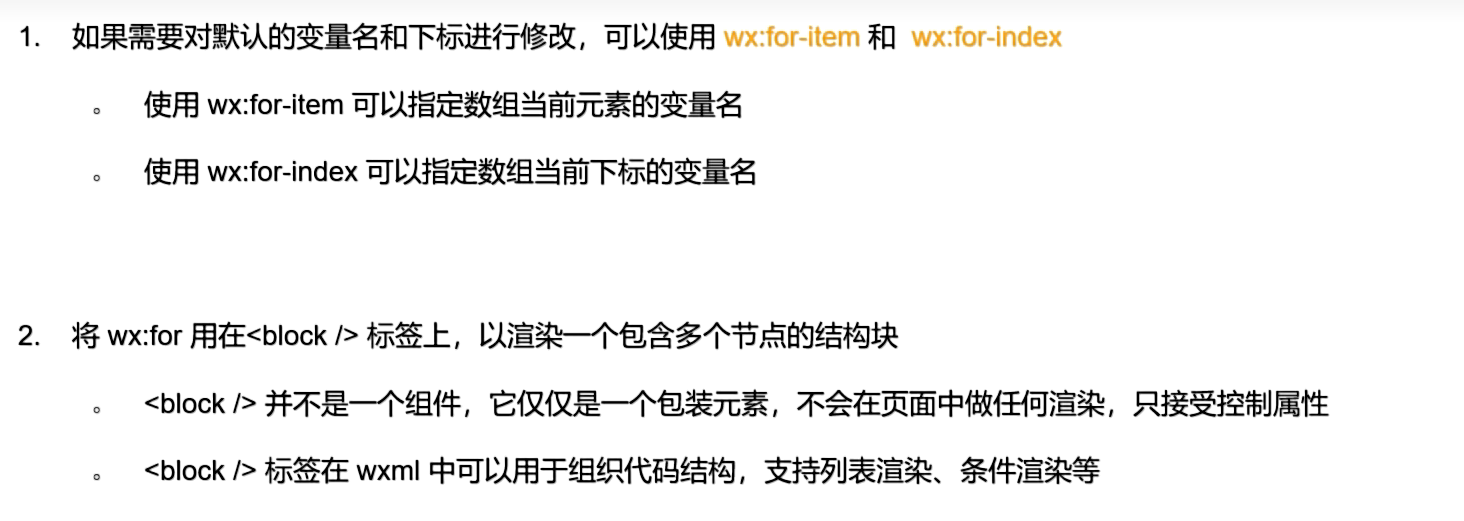 1. 如果需要对默认的变量名和下标进行修改，可以使用 wx:for-item 和 wx:for-index
。 使用 wx:for-item 可以指定数组当前元素的变量名
。 使用 wx:for-index 可以指定数组当前下标的变量名
2. 将 wx:for 用在<block /> 标签上，以渲染一个包含多个节点的结构块
。 <block /> 并不是一个组件，它仅仅是一个包装元素，不会在页面中做任何渲染，只接受控制属性
。 <block /> 标签在 wxml 中可以用于组织代码结构，支持列表渲染、条件渲染等